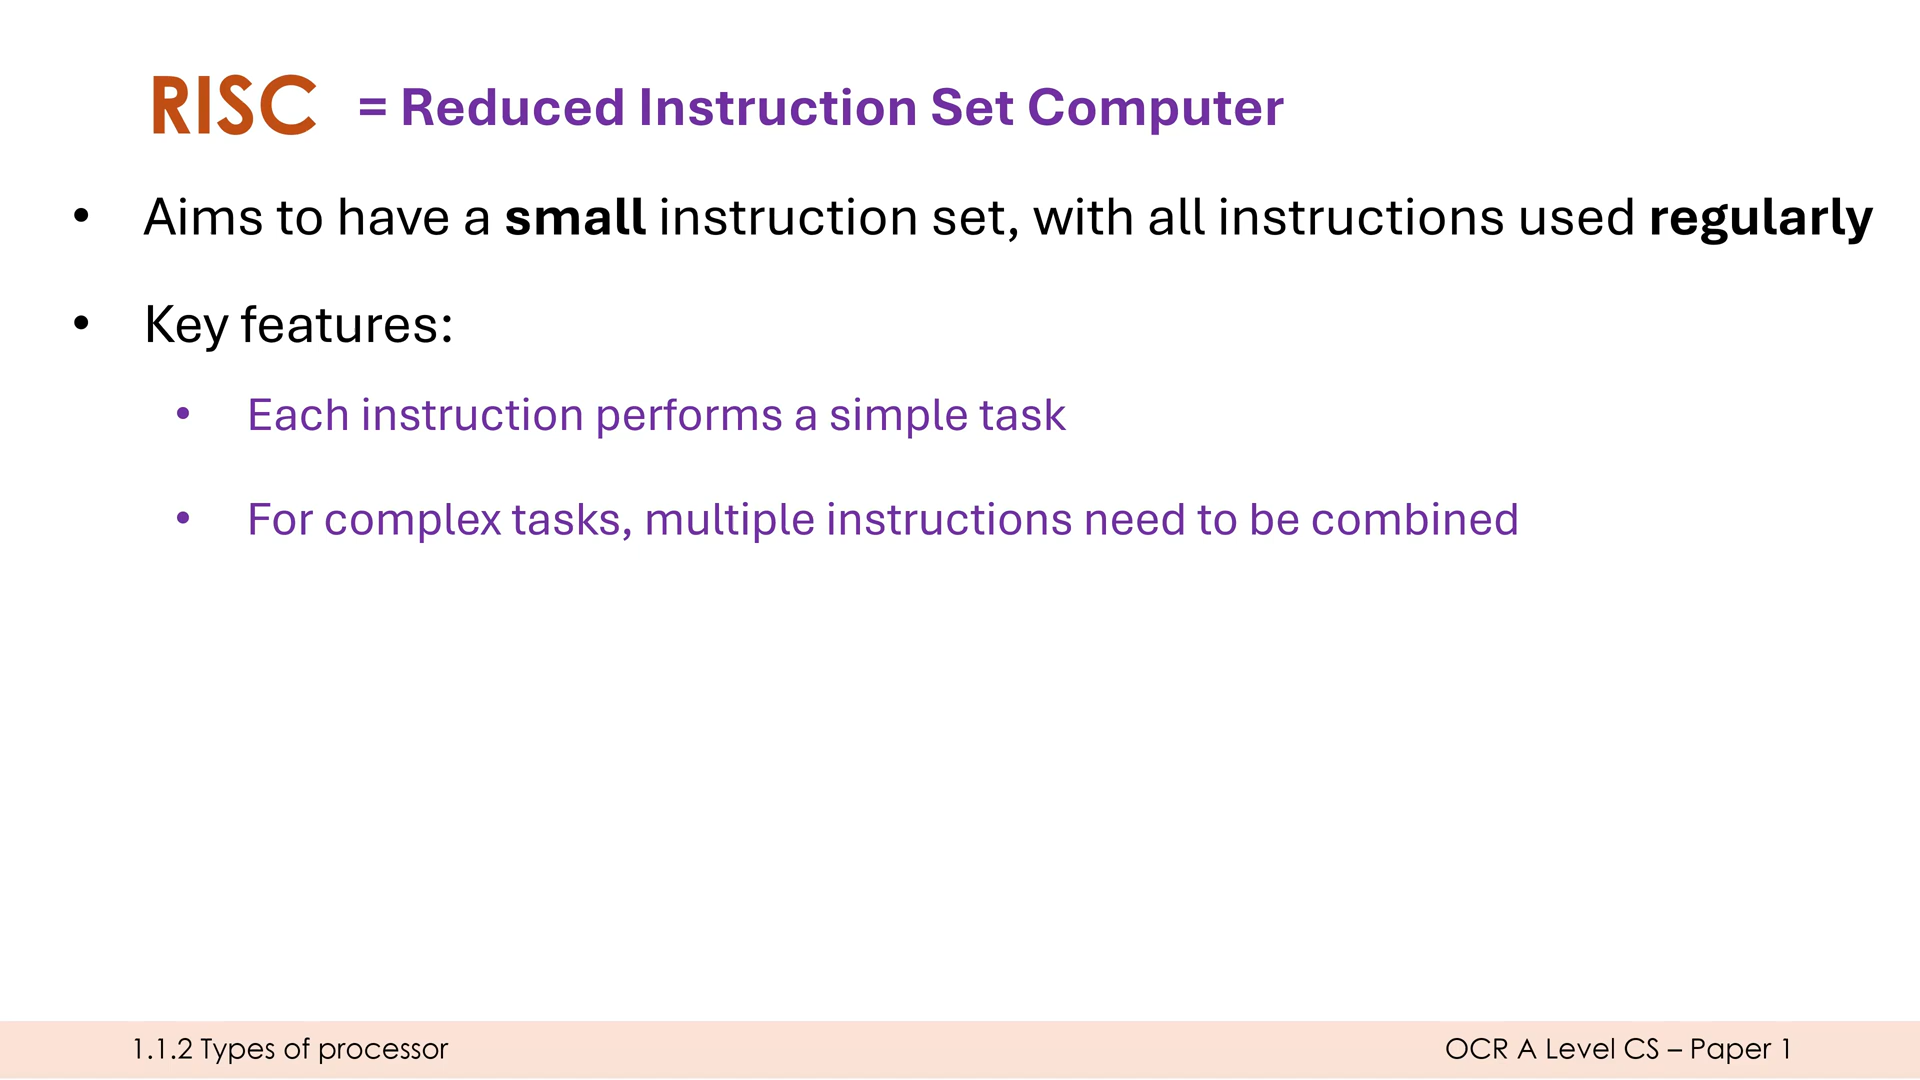 RISC = Reduced Instruction Set Computer
• Aims to have a small instruction set, with all instructions used regularly
• Key features:
• Each instruction performs a simple task
• For complex tasks, multiple instructions need to be combined
1.1.2 Types of processor
OCR A Level CS – Paper 1